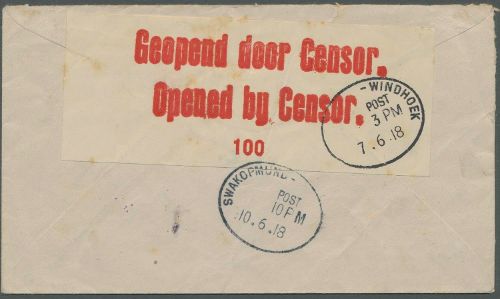 Geopend door Censor.
Opened by Censor.
100
- WINDHOEK
POST
3 PM
7.6.18
SWAKOPMUND -
POST
10 PM
10.6.18